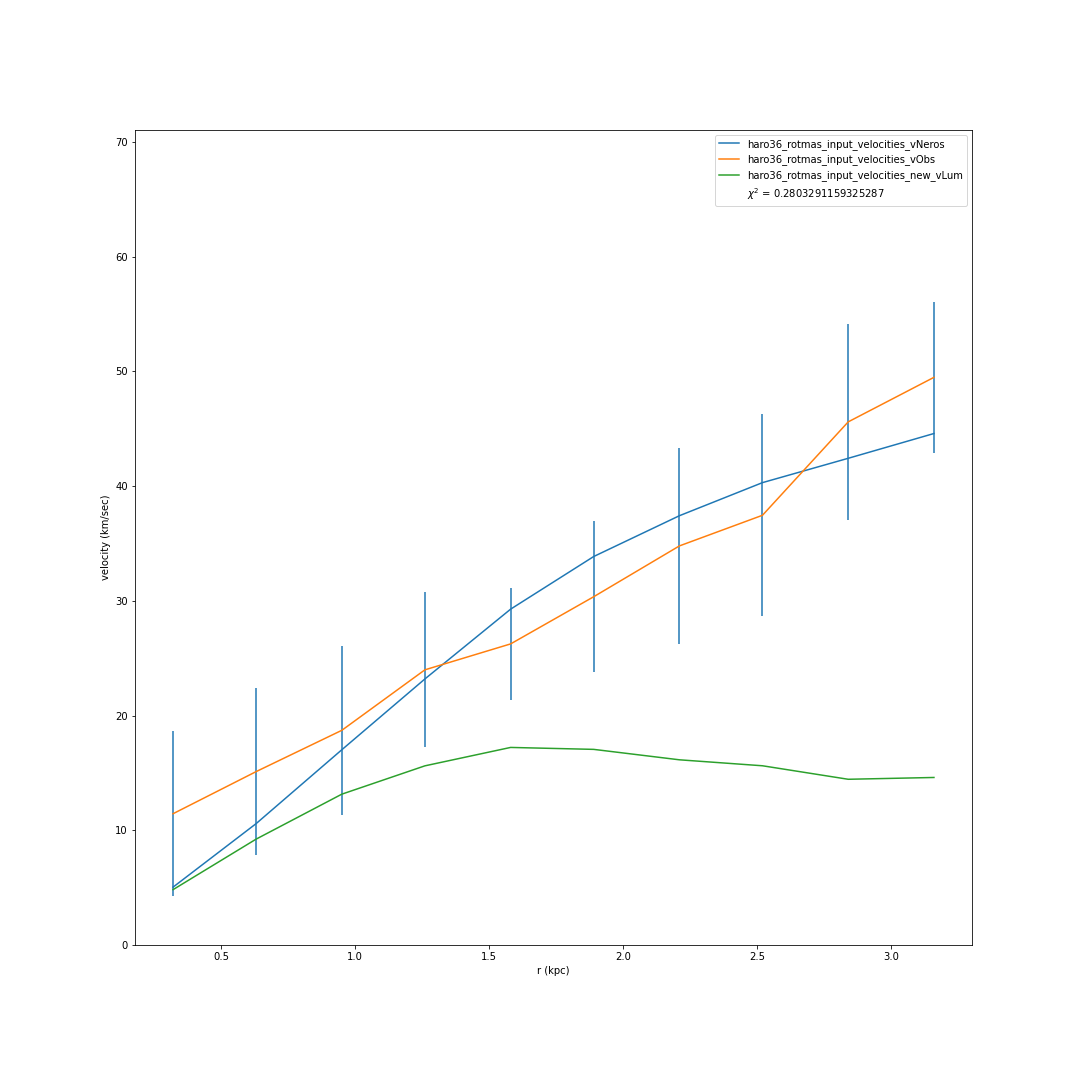 70
60
50
40
30
20
10
0
velocity (km/sec)
haro36_rotmas_input_velocities_vNeros
haro36_rotmas_input_velocities_vObs
haro36_rotmas_input_velocities_new_vLum
χ² = 0.2803291159325287
0.5 1.0 1.5 2.0 2.5 3.0
r (kpc)